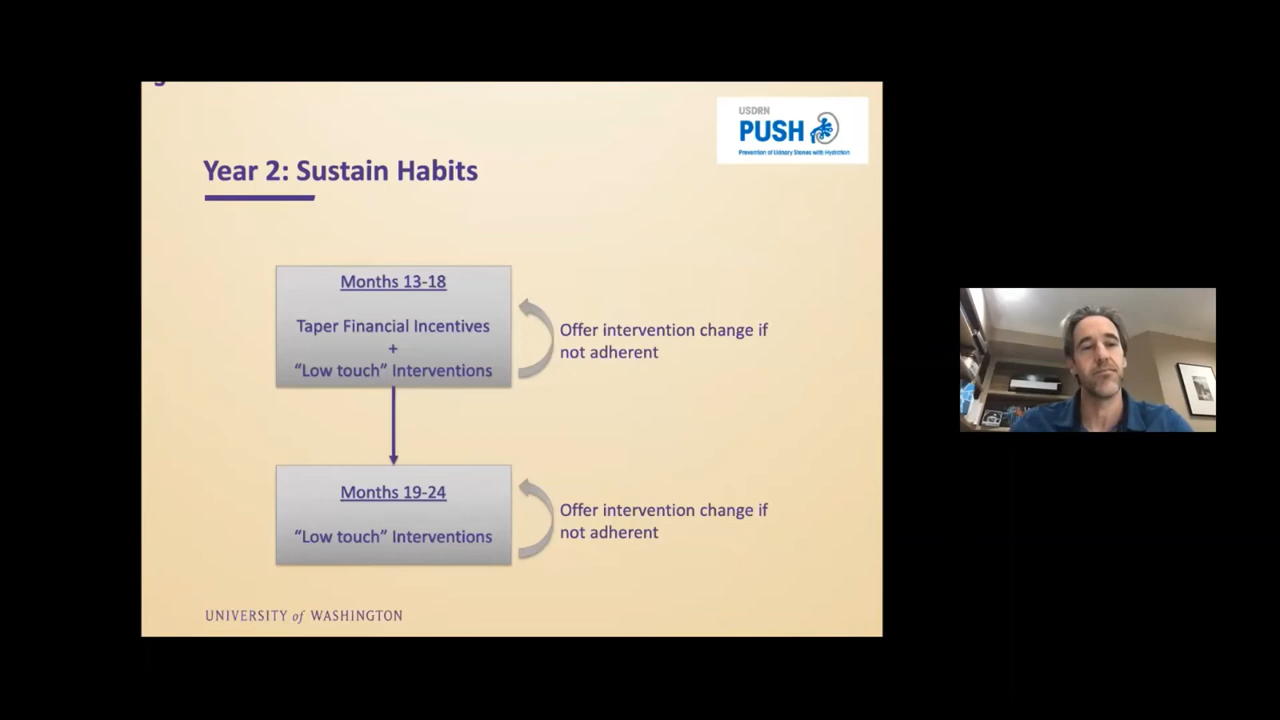 USDRN
PUSH
Prevention of Urinary Stones with Hydration
Year 2: Sustain Habits
Months 13-18
Taper Financial Incentives
+
“Low touch” Interventions
Offer intervention change if
not adherent
Months 19-24
“Low touch” Interventions
Offer intervention change if
not adherent
UNIVERSITY of WASHINGTON